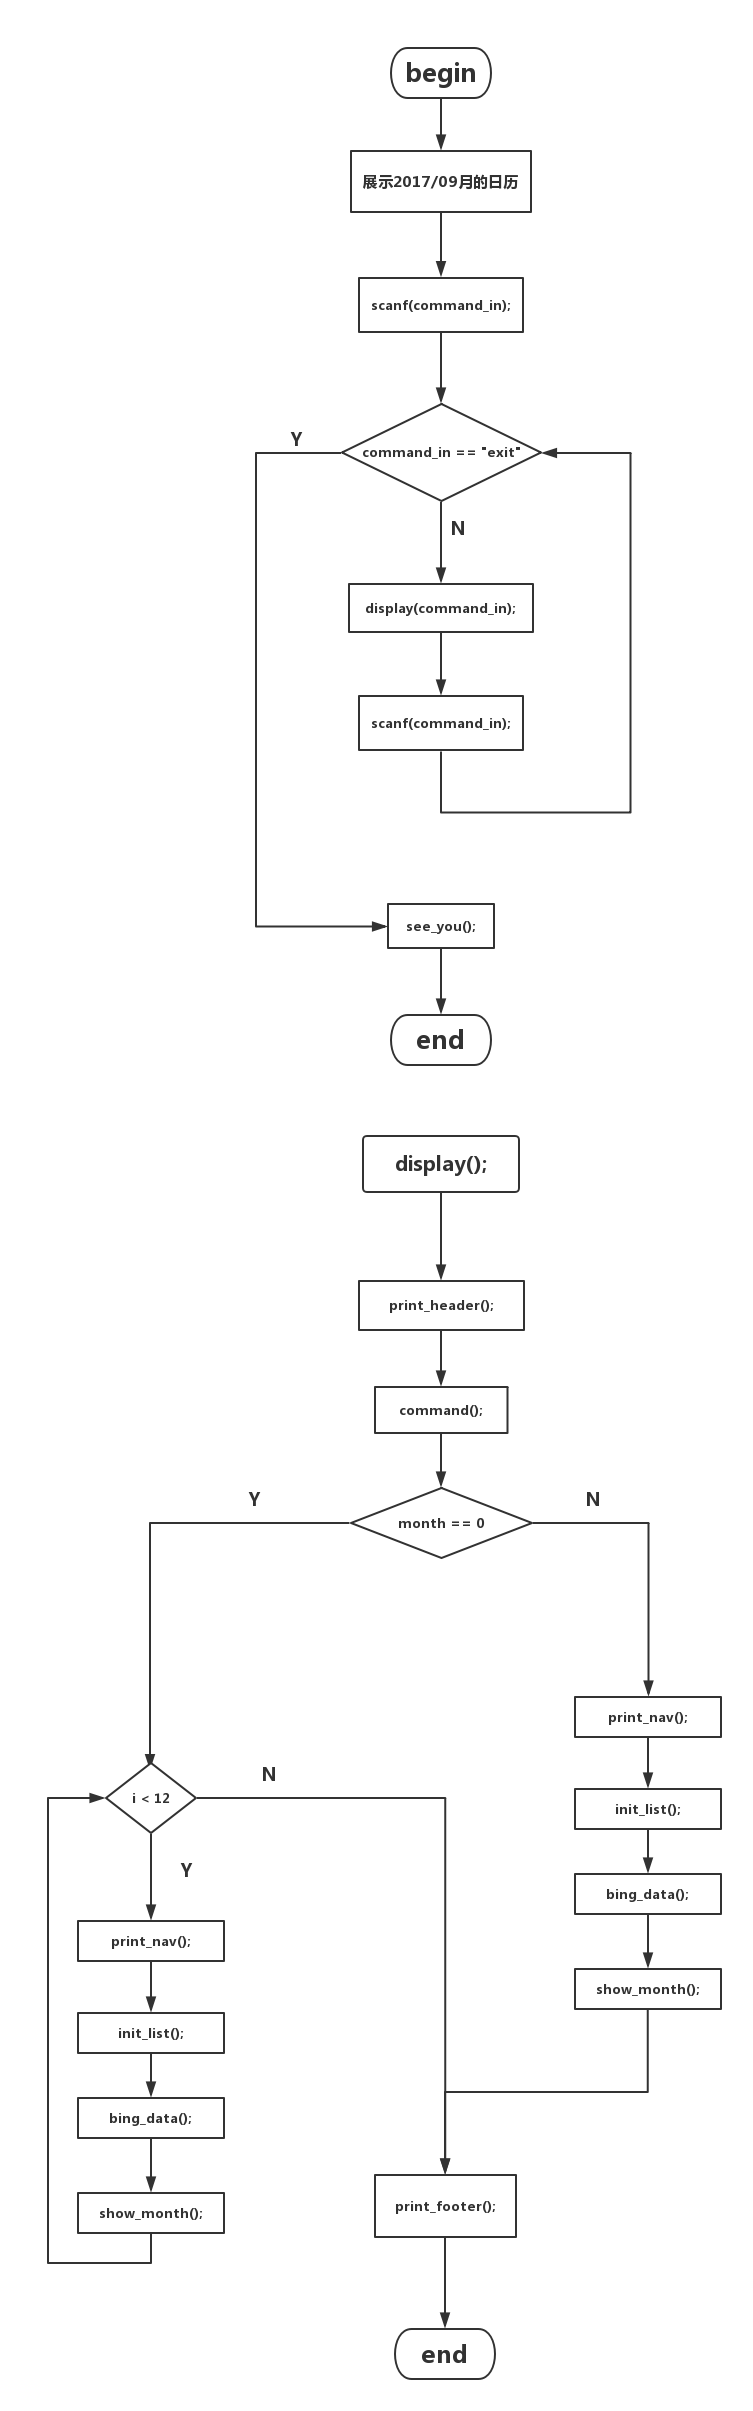 begin
展示2017/09月的日历
scanf(command_in);
Y
command_in == "exit"
N
display(command_in);
scanf(command_in);
see_you();
end
display();
print_header();
command();
Y
N
month == 0
print_nav();
N
i < 12
init_list();
Y
bing_data();
print_nav();
show_month();
init_list();
bing_data();
print_footer();
show_month();
end